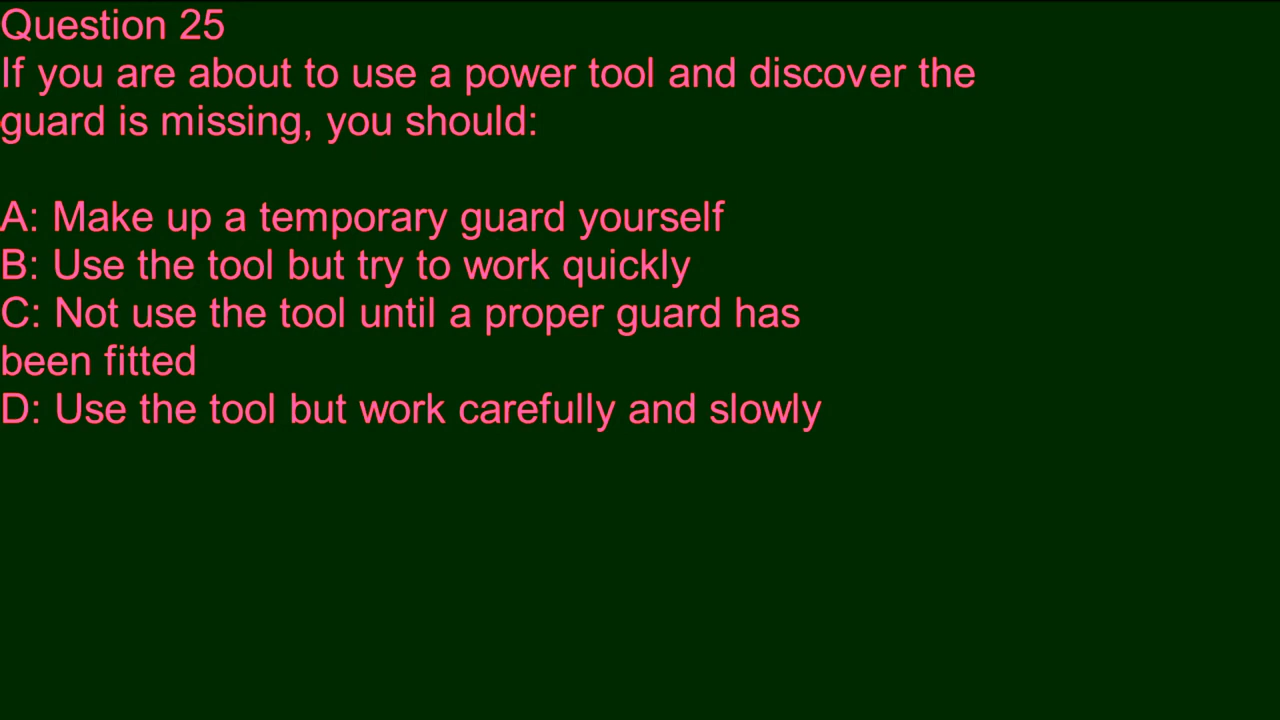 Question 25
If you are about to use a power tool and discover the
guard is missing, you should:
A: Make up a temporary guard yourself
B: Use the tool but try to work quickly
C: Not use the tool until a proper guard has
been fitted
D: Use the tool but work carefully and slowly